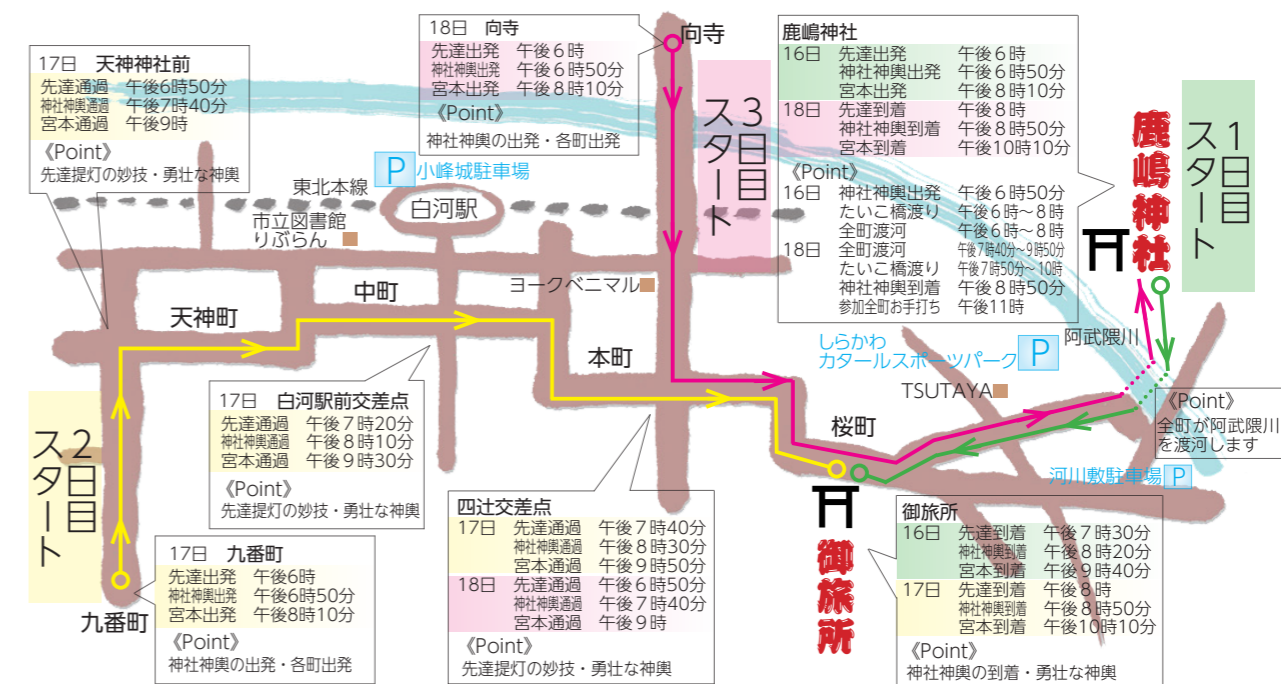 17日 天神神社前
先達通過 午後6時50分
神社神輿通過 午後7時40分
宮本通過 午後9時
《Point》
先達提灯の妙技・勇壮な神輿
18日 向寺
先達出発 午後6時
神社神輿出発 午後6時50分
宮本出発 午後8時10分
《Point》
神社神輿の出発・各町出発
向寺
3日目
スタート
鹿嶋神社
16日 先達出発 午後6時
神社神輿出発 午後6時50分
宮本出発 午後8時10分
18日 先達到着 午後8時
神社神輿到着 午後8時50分
宮本到着 午後10時10分
《Point》
16日 神社神輿出発 午後6時50分
たいこ橋渡り 午後6時〜8時
全町渡河 午後6時〜8時
18日 全町渡河 午後7時40分〜9時50分
たいこ橋渡り 午後7時50分〜10時
神社神輿到着 午後8時50分
参加全町お手打ち 午後11時
鹿嶋神社
1日目
スタート
P 小峰城駐車場
東北本線
白河駅
市立図書館
りぶらん
ヨークベニマル
中町
天神町
本町
しらかわ
カタールスポーツパーク P
阿武隈川
TSUTAYA
桜町
《Point》
全町が阿武隈川
を渡河します
河川敷駐車場 P
2日目
スタート
17日 白河駅前交差点
先達通過 午後7時20分
神社神輿通過 午後8時10分
宮本通過 午後9時30分
《Point》
先達提灯の妙技・勇壮な神輿
四辻交差点
17日 先達通過 午後7時40分
神社神輿通過 午後8時30分
宮本通過 午後9時50分
18日 先達通過 午後6時50分
神社神輿通過 午後7時40分
宮本通過 午後9時
《Point》
先達提灯の妙技・勇壮な神輿
御旅所
御旅所
16日 先達到着 午後7時30分
神社神輿到着 午後8時20分
宮本到着 午後9時40分
17日 先達到着 午後8時
神社神輿到着 午後8時50分
宮本到着 午後10時10分
《Point》
神社神輿の到着・勇壮な神輿
17日 九番町
先達出発 午後6時
神社神輿出発 午後6時50分
宮本出発 午後8時10分
《Point》
神社神輿の出発・各町出発
九番町